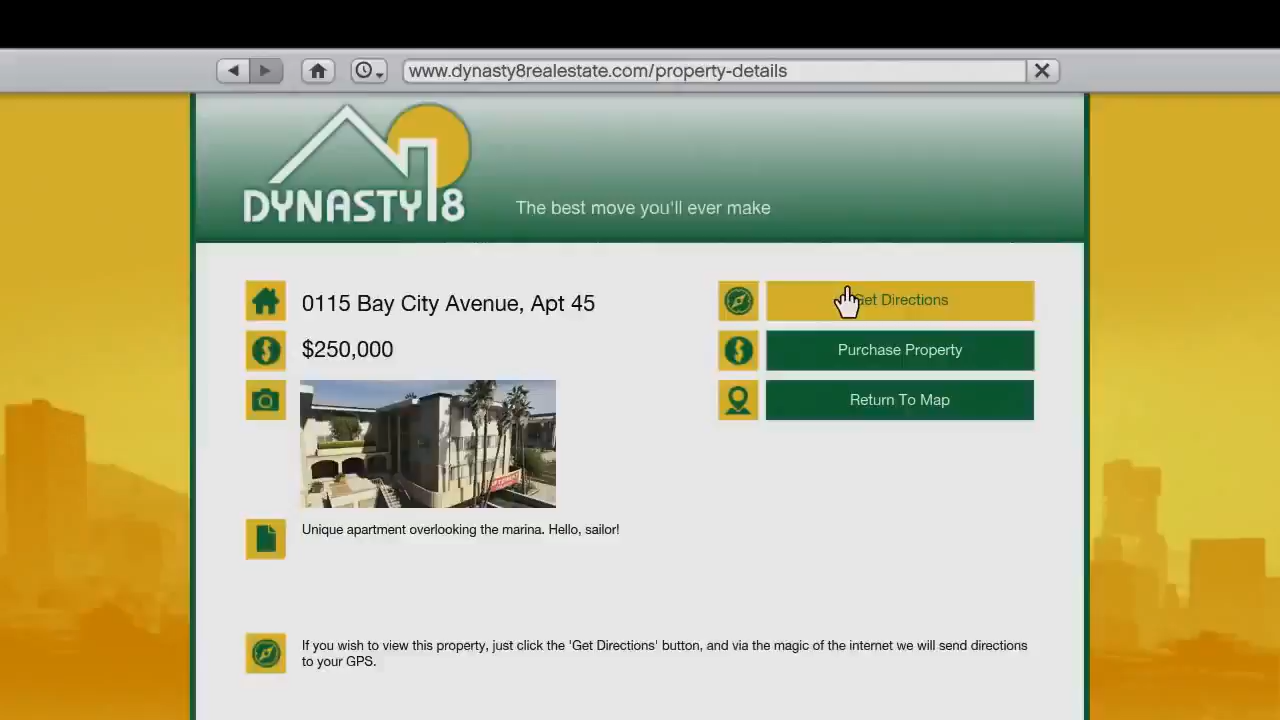 www.dynasty8realestate.com/property-details
DYNASTY 8
The best move you'll ever make
0115 Bay City Avenue, Apt 45
Get Directions
$250,000
Purchase Property
Return To Map
Unique apartment overlooking the marina. Hello, sailor!
If you wish to view this property, just click the 'Get Directions' button, and via the magic of the internet we will send directions
to your GPS.